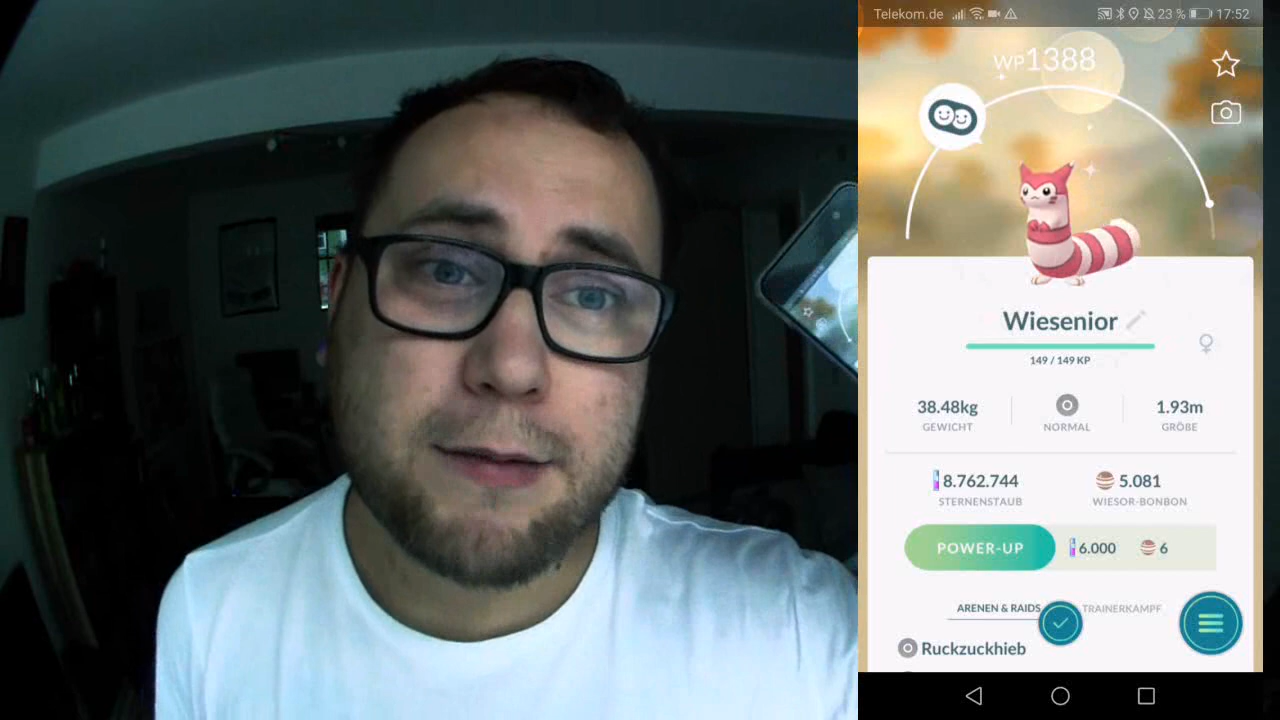 Telekom.de 23 % 17:52
WP1388
Wiesenior
149 / 149 KP
38.48kg NORMAL 1.93m
GEWICHT GRÖßE
8.762.744 5.081
STERNENSTAUB WIESOR-BONBON
POWER-UP 6.000 6
ARENEN & RAIDS TRAINERKAMPF
Ruckzuckhieb